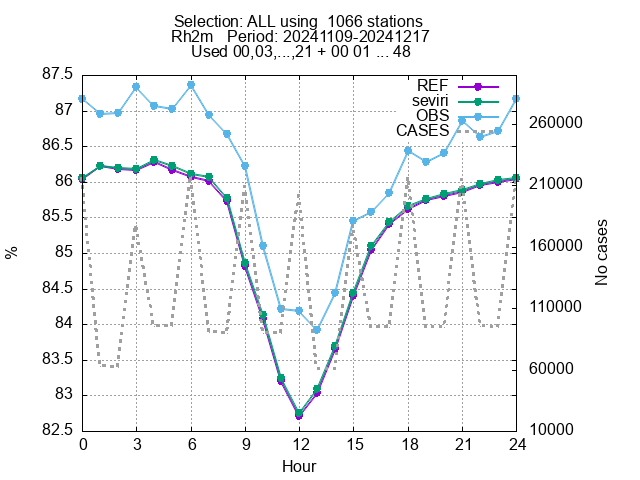 Selection: ALL using  1066 stations
Rh2m   Period: 20241109-20241217
Used 00,03,...,21 + 00 01 ... 48
REF
seviri
OBS
CASES
87.5
87
86.5
86
85.5
85
84.5
84
83.5
83
82.5
%
260000
210000
160000
110000
60000
10000
No cases
0 3 6 9 12 15 18 21 24
Hour